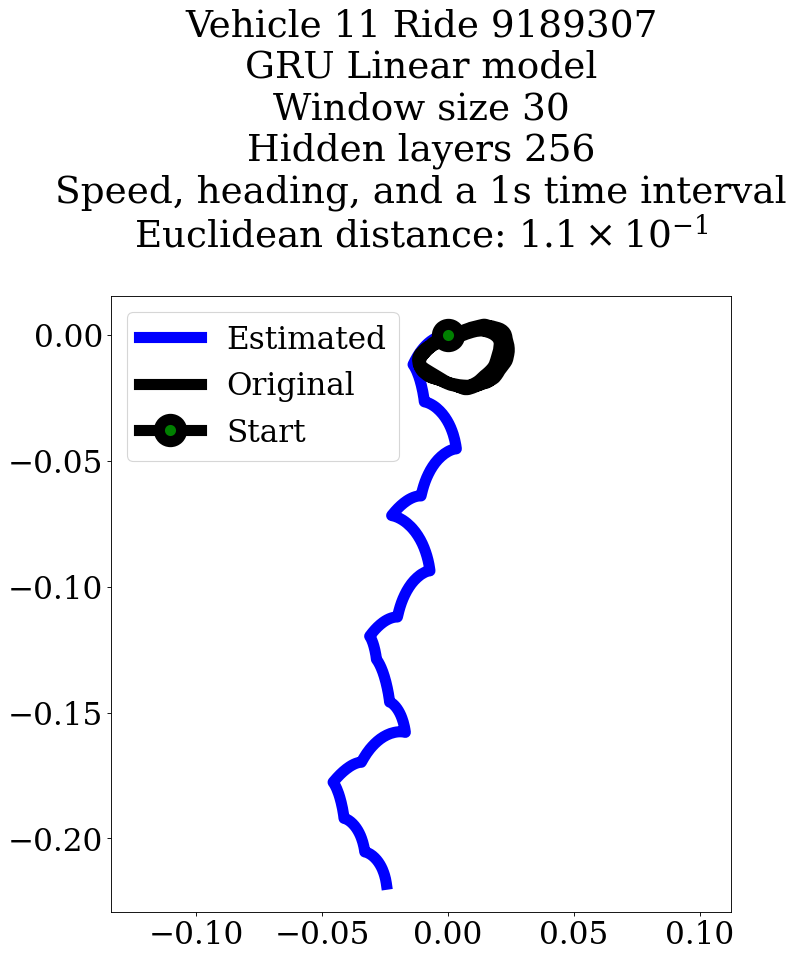 Vehicle 11 Ride 9189307
GRU Linear model
Window size 30
Hidden layers 256
Speed, heading, and a 1s time interval
Euclidean distance: 1.1 × 10⁻¹
Estimated
Original
Start
0.00
−0.05
−0.10
−0.15
−0.20
−0.10 −0.05 0.00 0.05 0.10